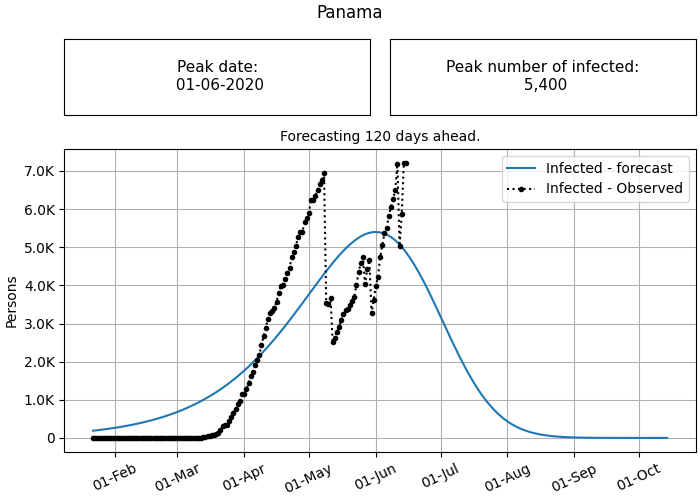 Panama
Peak date:
01-06-2020
Peak number of infected:
5,400
Forecasting 120 days ahead.
Infected - forecast
Infected - Observed
Persons
7.0K
6.0K
5.0K
4.0K
3.0K
2.0K
1.0K
0
01-Feb
01-Mar
01-Apr
01-May
01-Jun
01-Jul
01-Aug
01-Sep
01-Oct